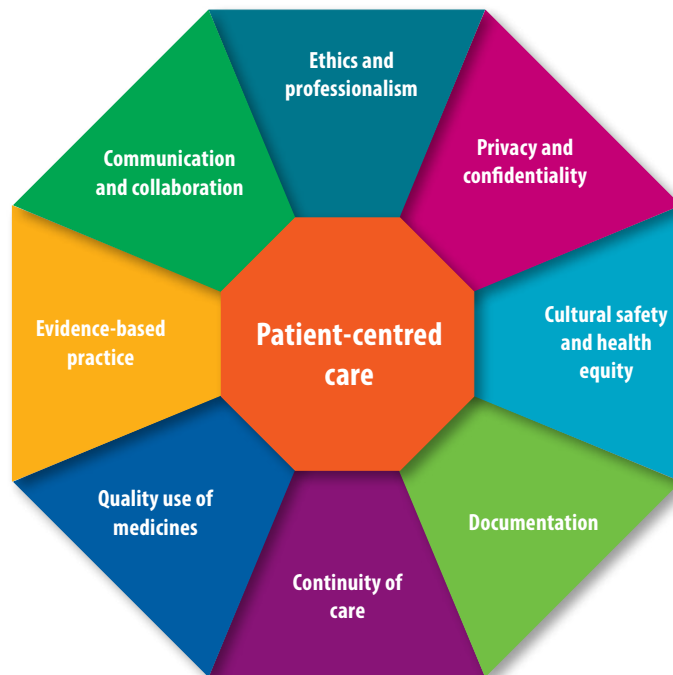 Ethics and
professionalism
Privacy and
confidentiality
Cultural safety
and health
equity
Documentation
Continuity of
care
Quality use of
medicines
Evidence-based
practice
Communication
and collaboration
Patient-centred
care